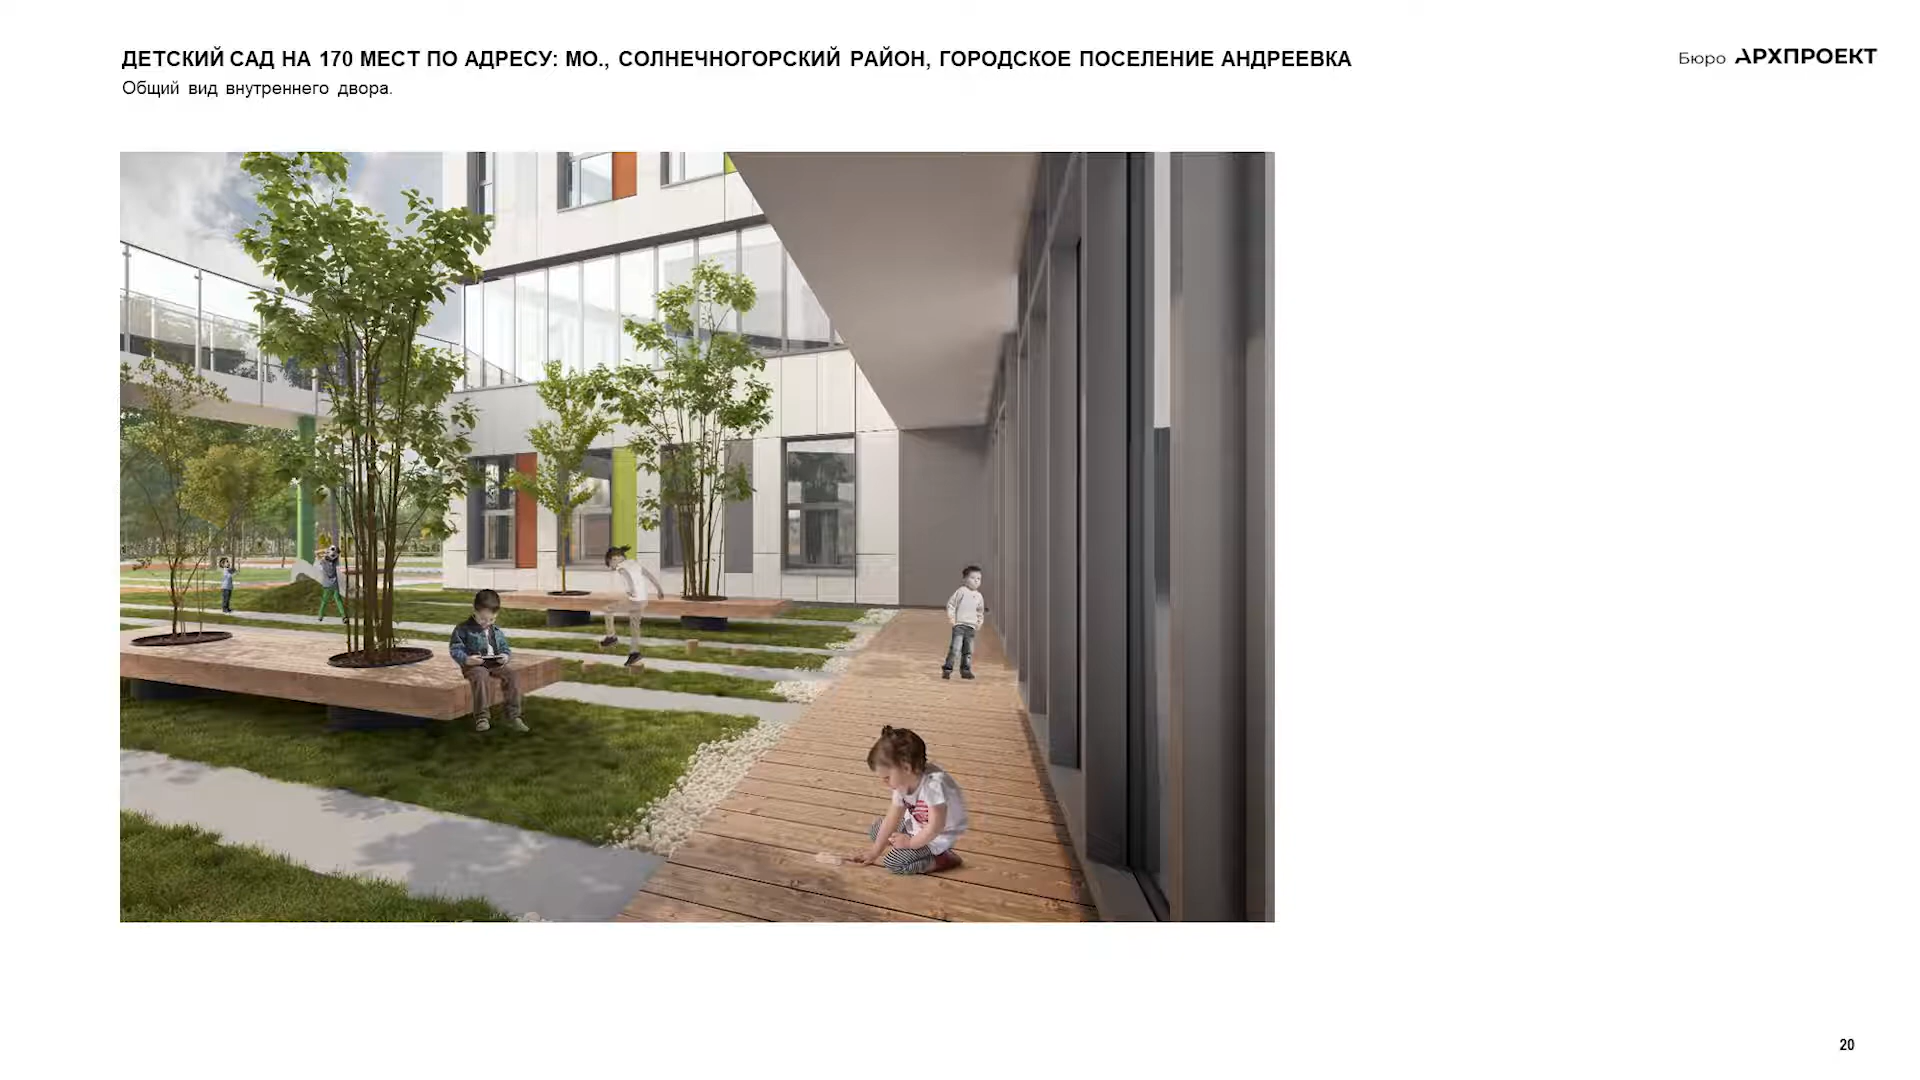 ДЕТСКИЙ САД НА 170 МЕСТ ПО АДРЕСУ: МО., СОЛНЕЧНОГОРСКИЙ РАЙОН, ГОРОДСКОЕ ПОСЕЛЕНИЕ АНДРЕЕВКА
Бюро АРХПРОЕКТ
Общий вид внутреннего двора.
20